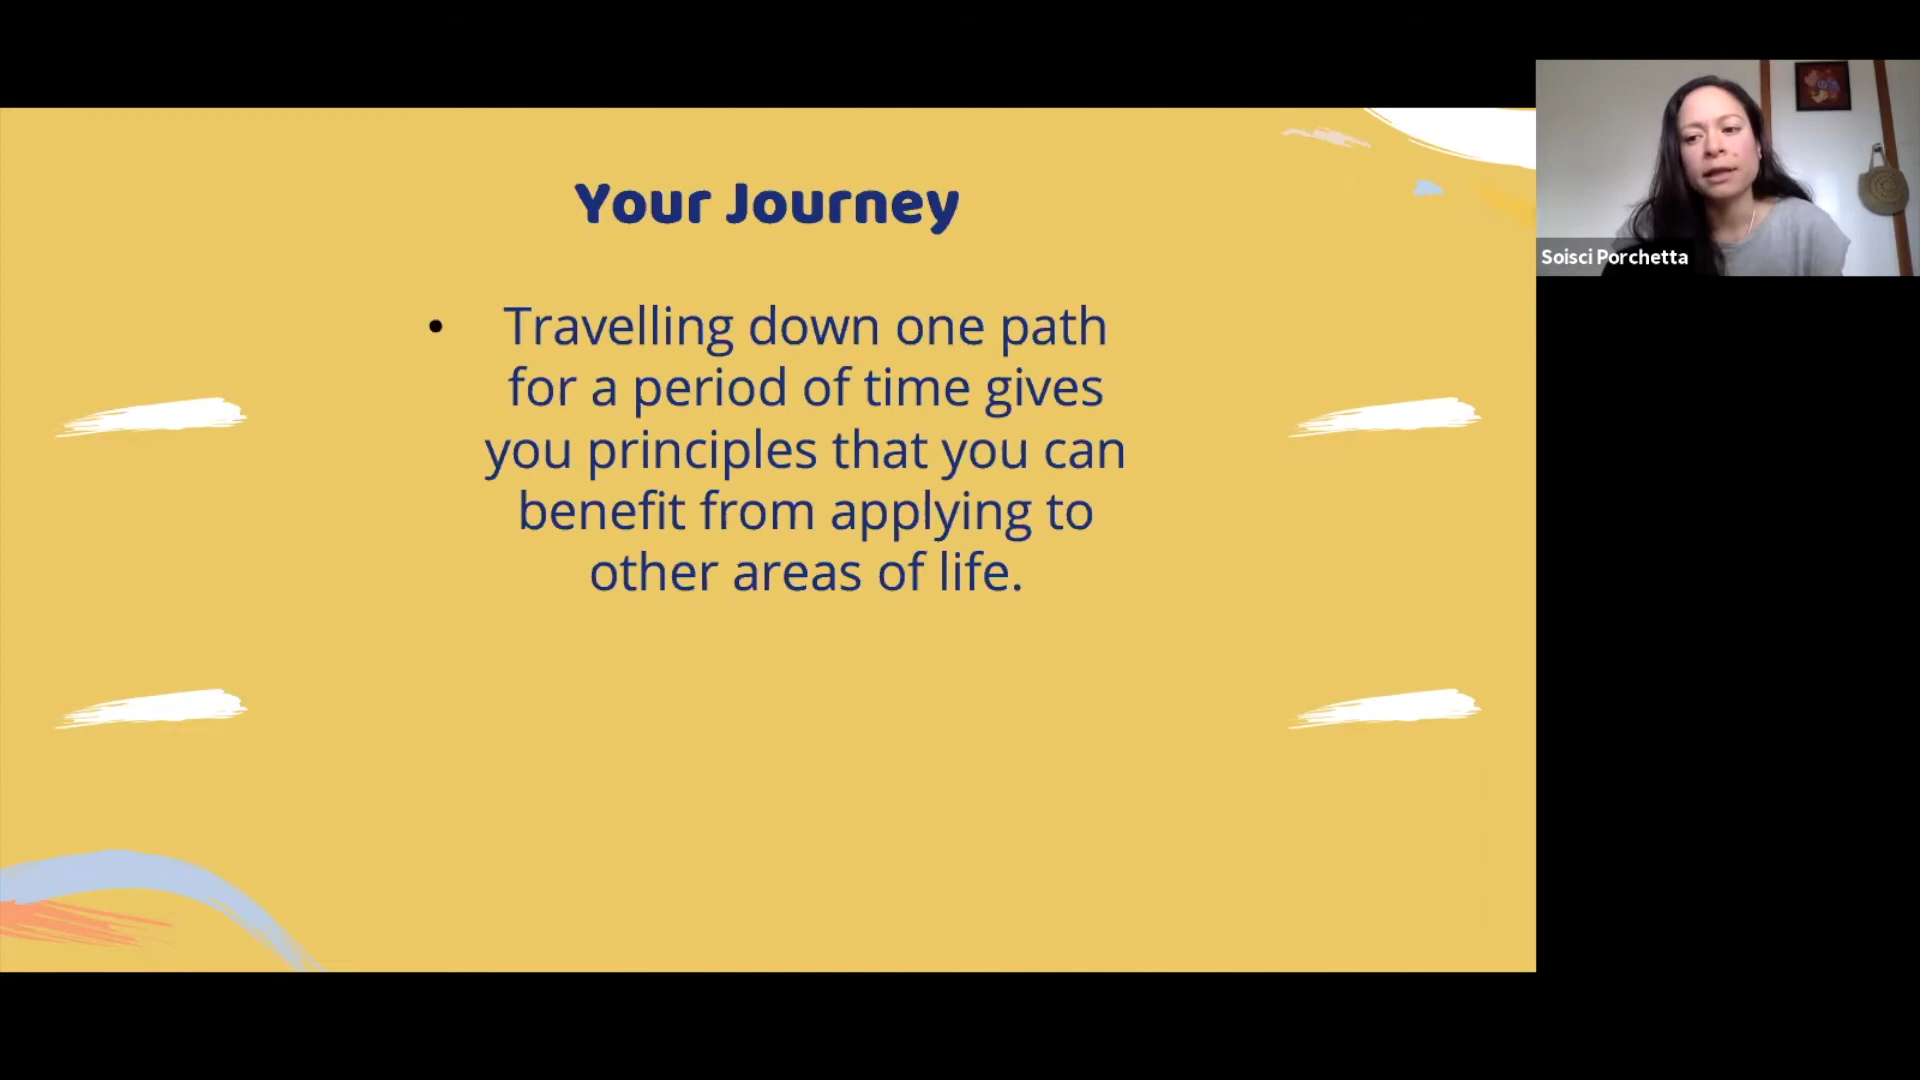 Your Journey
• Travelling down one path
for a period of time gives
you principles that you can
benefit from applying to
other areas of life.
Soisci Porchetta